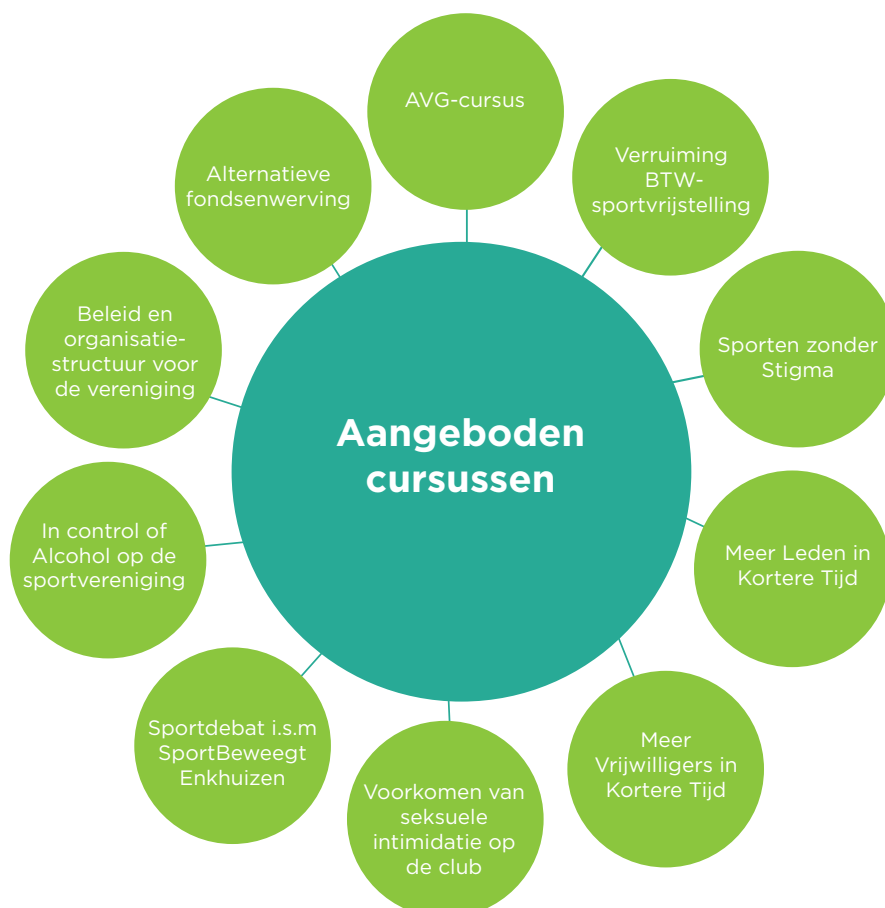 Aangeboden
cursussen
AVG-cursus
Verruiming
BTW-
sportvrijstelling
Sporten zonder
Stigma
Meer Leden in
Kortere Tijd
Meer
Vrijwilligers in
Kortere Tijd
Voorkomen van
seksuele
intimidatie op
de club
Sportdebat i.s.m
SportBeweegt
Enkhuizen
In control of
Alcohol op de
sportvereniging
Beleid en
organisatie-
structuur voor
de vereniging
Alternatieve
fondsenwerving